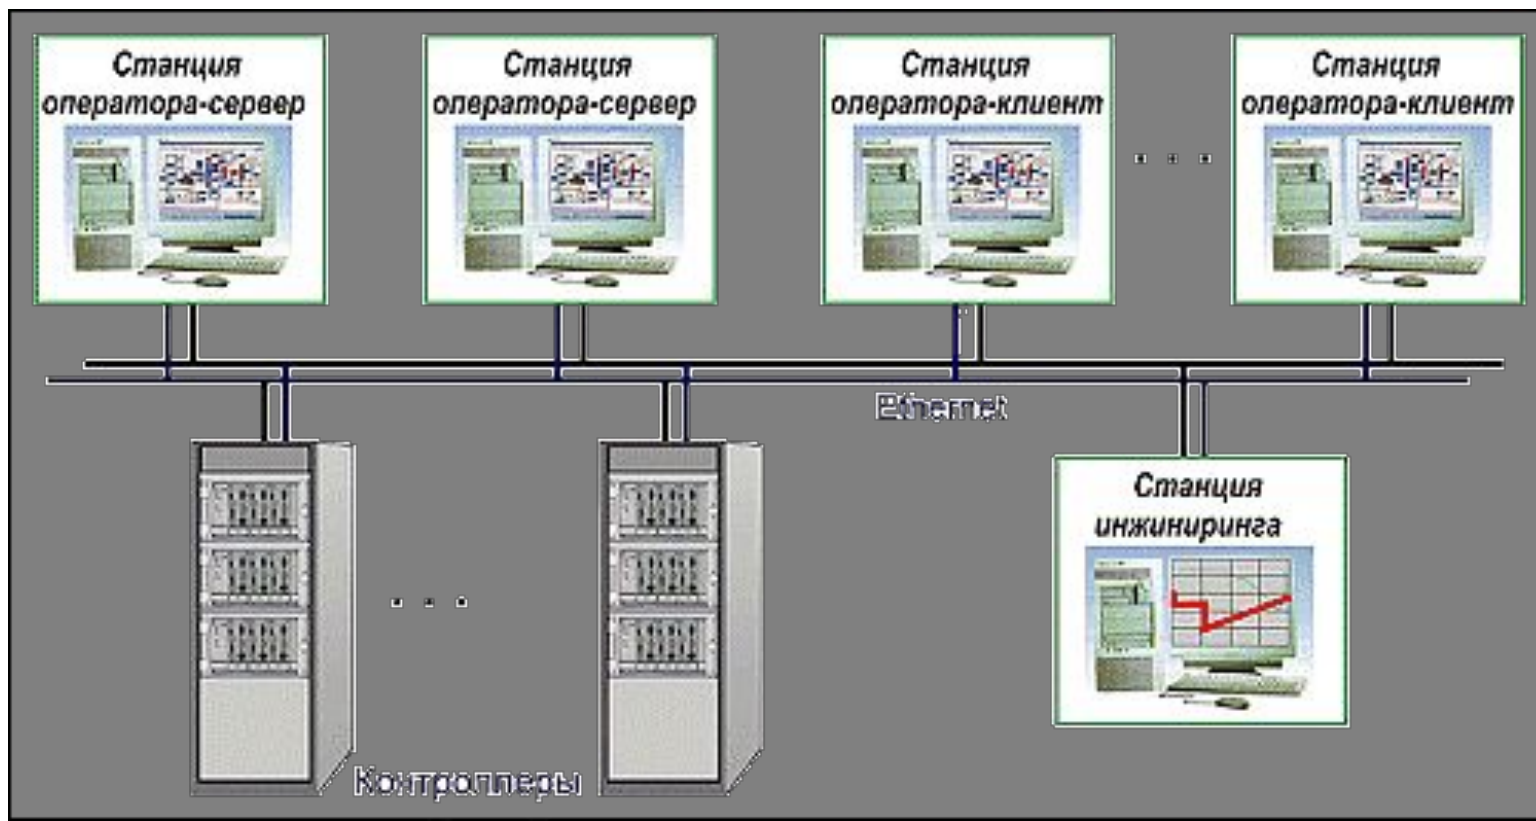 Станция
оператора-сервер
Станция
оператора-сервер
Станция
оператора-клиент
Станция
оператора-клиент
Ethernet
Станция
инжиниринга
Контроллеры